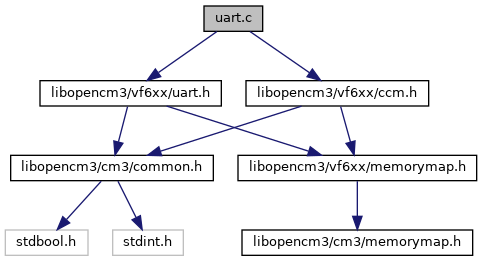 uart.c
libopencm3/vf6xx/uart.h
libopencm3/vf6xx/ccm.h
libopencm3/cm3/common.h
libopencm3/vf6xx/memorymap.h
stdbool.h
stdint.h
libopencm3/cm3/memorymap.h